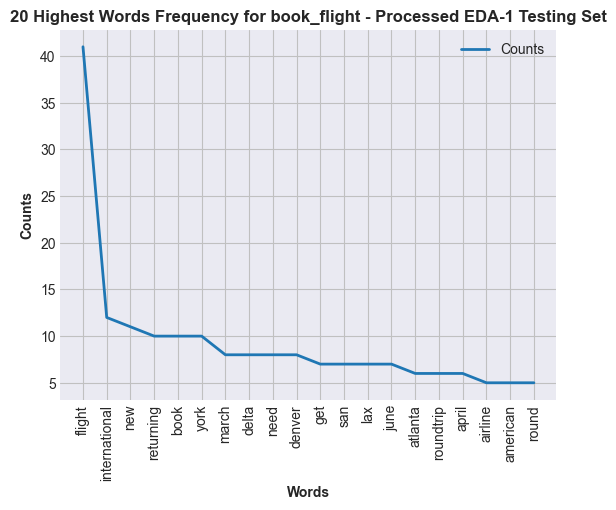 20 Highest Words Frequency for book_flight - Processed EDA-1 Testing Set
Counts
40
35
30
25
20
15
10
5
Counts
flight
international
new
returning
book
york
march
delta
need
denver
get
san
lax
june
atlanta
roundtrip
april
airline
american
round
Words